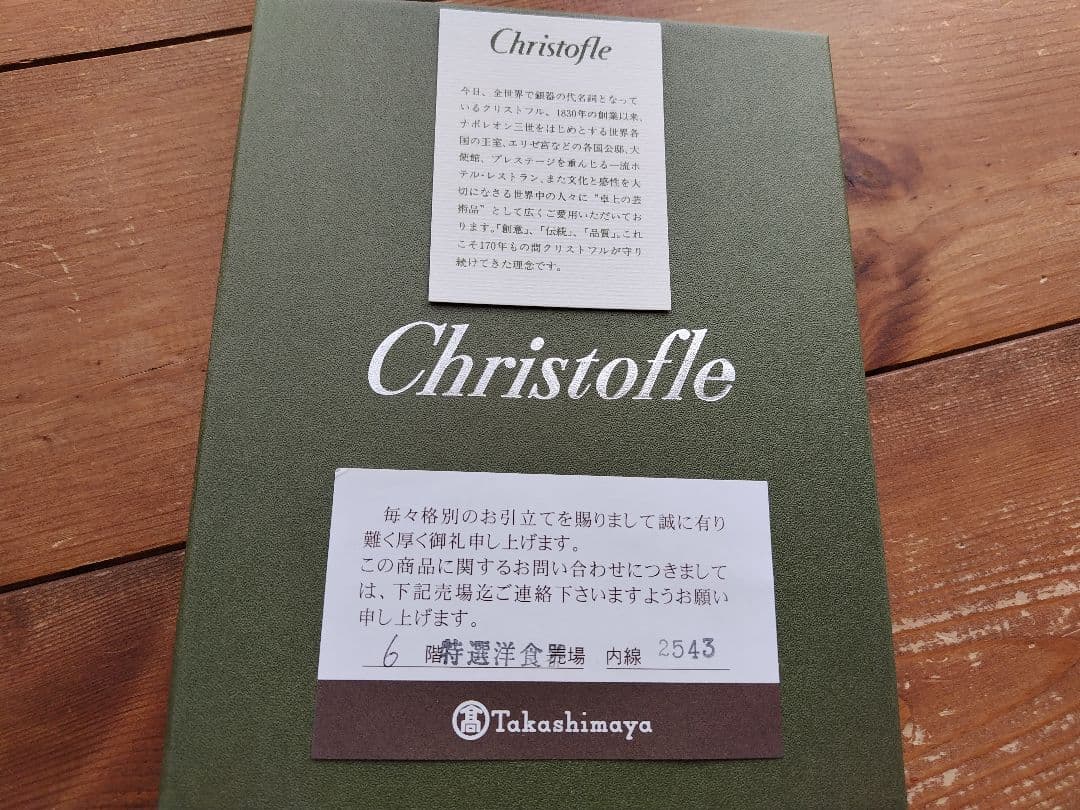 Christofle
今日、全世界で銀器の代名詞となって
いるクリストフル、1830年の創業以来、
ナポレオン三世をはじめとする世界各
国の王室、エリゼ宮などの各国公邸、大
使館、プレステージを重んじる一流ホ
テル・レストラン、また文化と感性を大
切になさる世界中の人々に“卓上の芸
術品”として広くご愛用いただいてお
ります。「創意」、「伝統」、「品質」。これ
こそ170年もの間クリストフルが守り
続けてきた理念です。
Christofle
毎々格別のお引立てを賜りまして誠に有り
難く厚く御礼申し上げます。
この商品に関するお問い合わせにつきまして
は、下記売場迄ご連絡下さいますようお願い
申し上げます。
6 階特選洋食器売場 内線 2543
髙Takashimaya